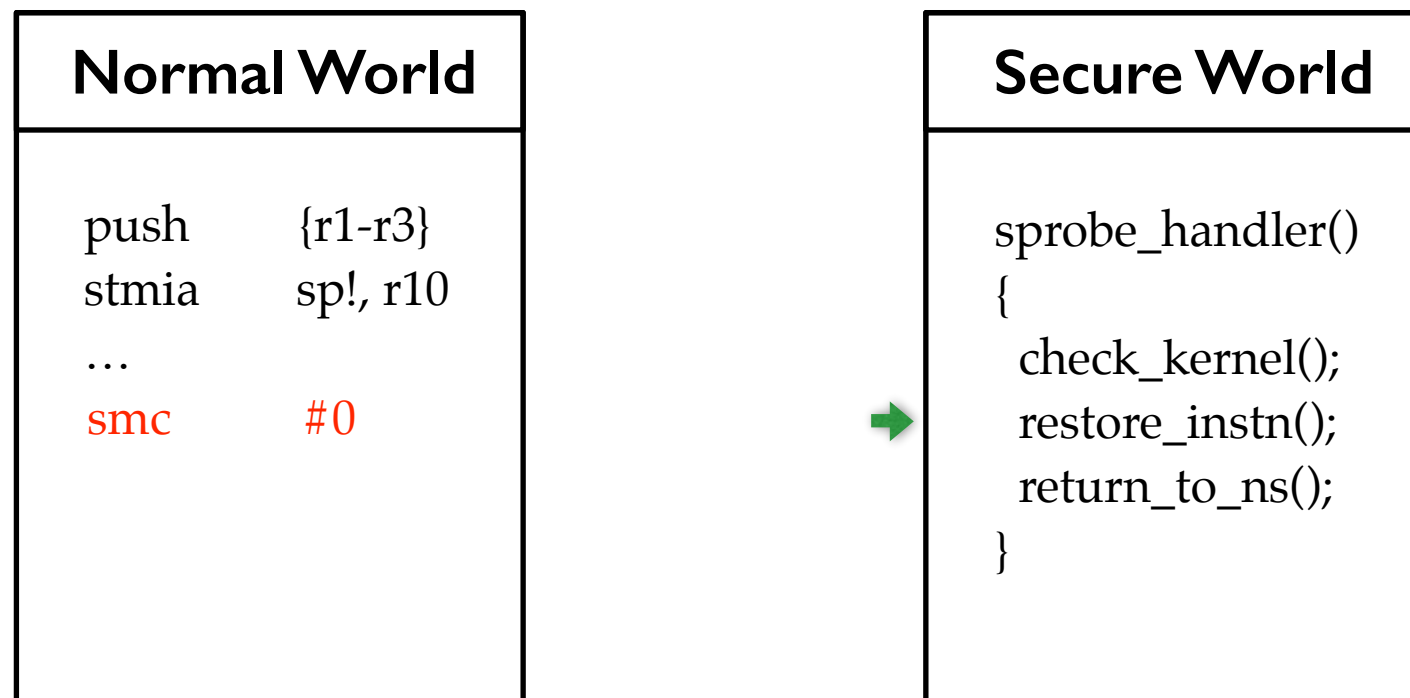 Normal World
push {r1-r3}
stmia sp!, r10
…
smc #0
Secure World
sprobe_handler()
{
check_kernel();
restore_instn();
return_to_ns();
}